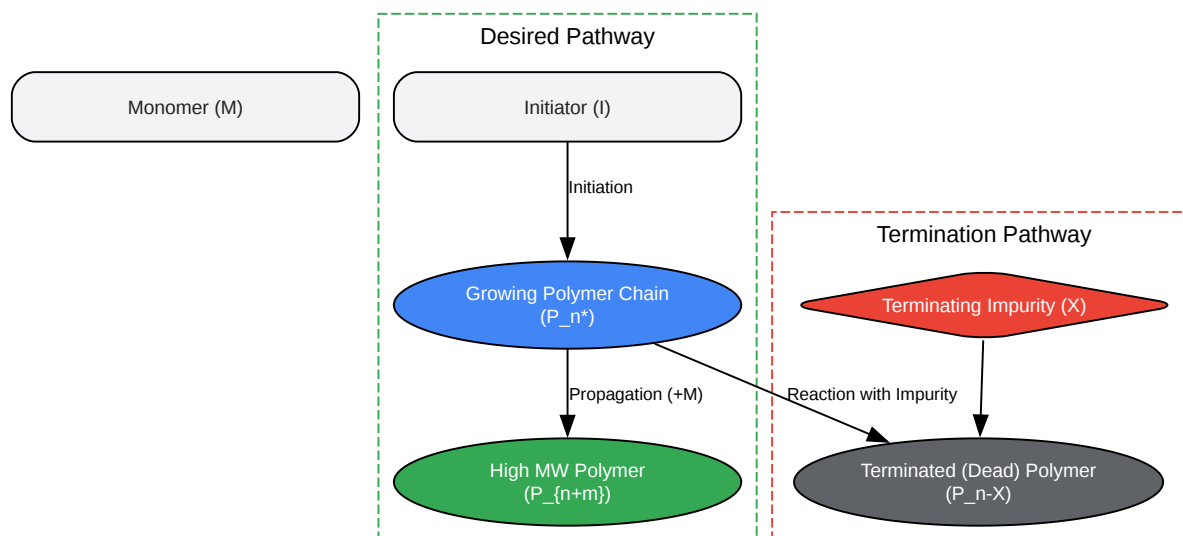 Desired Pathway
Monomer (M)
Initiator (I)
Initiation
Termination Pathway
Growing Polymer Chain
(P_n*)
Terminating Impurity (X)
Propagation (+M)
Reaction with Impurity
High MW Polymer
(P_{n+m})
Terminated (Dead) Polymer
(P_n-X)